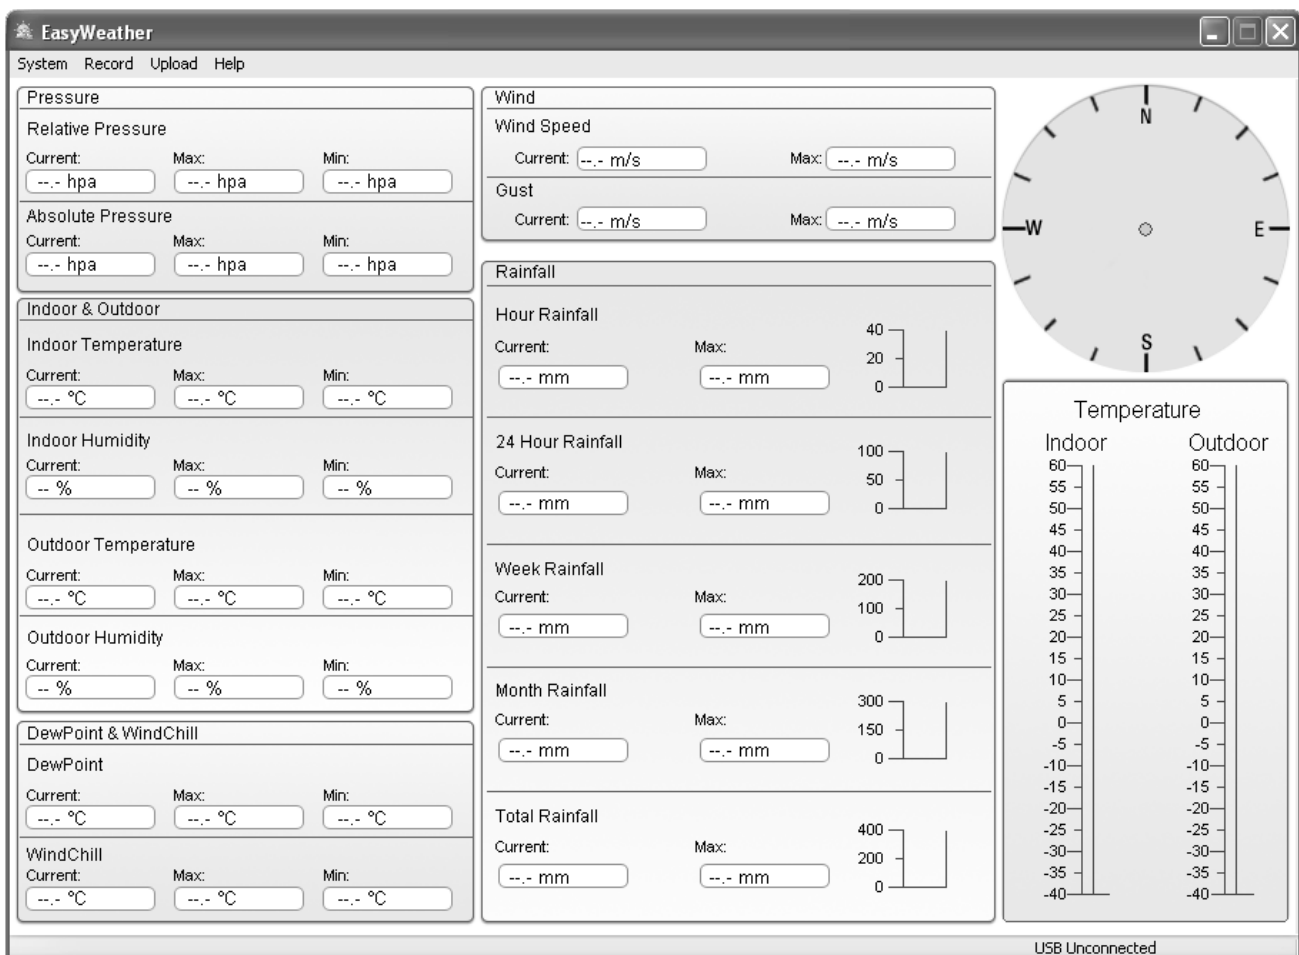 EasyWeather
System Record Upload Help
Pressure
Relative Pressure
Current: Max: Min:
--.- hpa --.- hpa --.- hpa
Absolute Pressure
Current: Max: Min:
--.- hpa --.- hpa --.- hpa
Indoor & Outdoor
Indoor Temperature
Current: Max: Min:
--.- °C --.- °C --.- °C
Indoor Humidity
Current: Max: Min:
-- % -- % -- %
Outdoor Temperature
Current: Max: Min:
--.- °C --.- °C --.- °C
Outdoor Humidity
Current: Max: Min:
-- % -- % -- %
DewPoint & WindChill
DewPoint
Current: Max: Min:
--.- °C --.- °C --.- °C
WindChill
Current: Max: Min:
--.- °C --.- °C --.- °C
Wind
Wind Speed
Current: --.- m/s Max: --.- m/s
Gust
Current: --.- m/s Max: --.- m/s
Rainfall
Hour Rainfall
Current: Max:
--.- mm --.- mm
40
20
0
24 Hour Rainfall
Current: Max:
--.- mm --.- mm
100
50
0
Week Rainfall
Current: Max:
--.- mm --.- mm
200
100
0
Month Rainfall
Current: Max:
--.- mm --.- mm
300
150
0
Total Rainfall
Current: Max:
--.- mm --.- mm
400
200
0
N
W E
S
Temperature
Indoor Outdoor
60 60
55 55
50 50
45 45
40 40
35 35
30 30
25 25
20 20
15 15
10 10
5 5
0 0
-5 -5
-10 -10
-15 -15
-20 -20
-25 -25
-30 -30
-35 -35
-40 -40
USB Unconnected